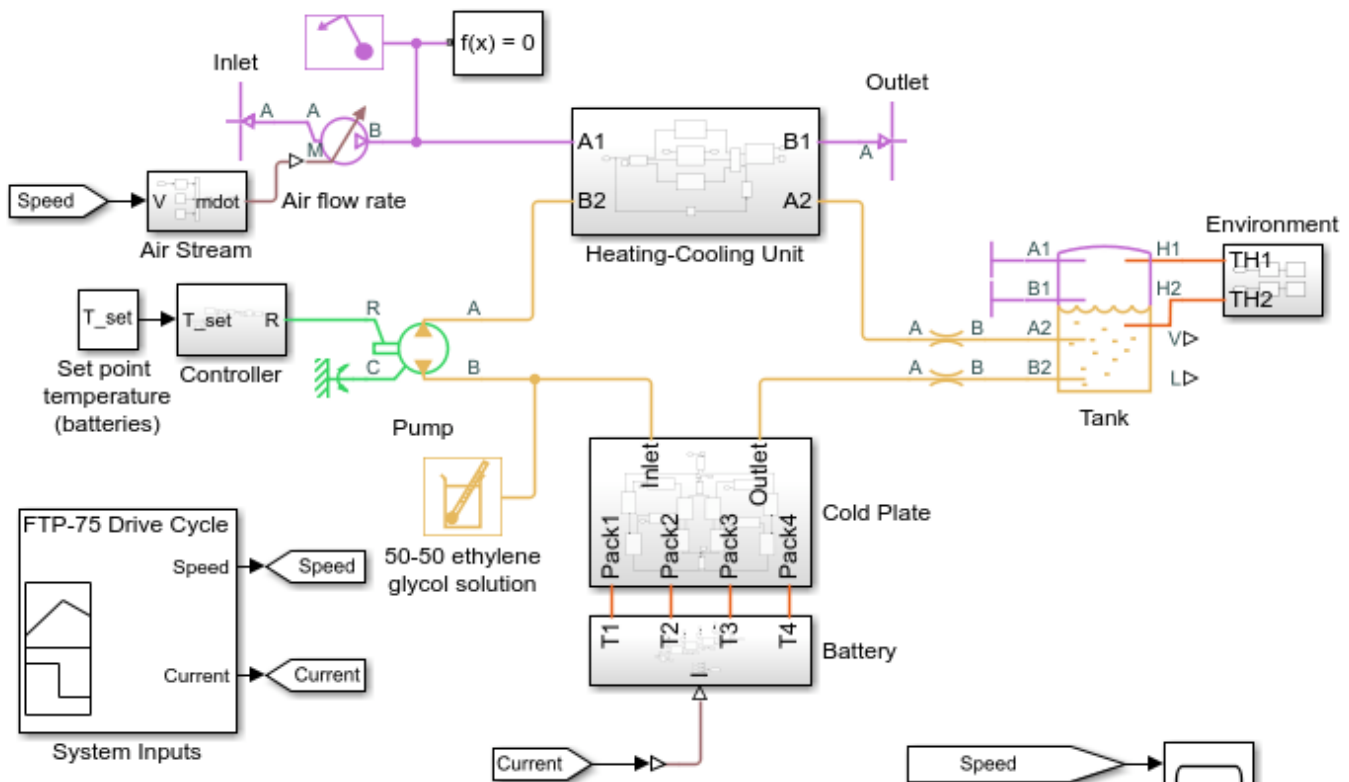 f(x) = 0
Inlet
Outlet
A
A
B
M
A1
B1
A
B2
A2
Heating-Cooling Unit
Speed
V
mdot
Air Stream
Air flow rate
Environment
A1
H1
TH1
B1
H2
TH2
A
B
A2
V
A
B
B2
L
Tank
T_set
T_set
R
R
A
C
B
Set point
temperature
(batteries)
Controller
Pump
Inlet
Outlet
Pack1
Pack2
Pack3
Pack4
Cold Plate
50-50 ethylene
glycol solution
T1
T2
T3
T4
I
Battery
FTP-75 Drive Cycle
Speed
Speed
Current
Current
System Inputs
Current
Speed